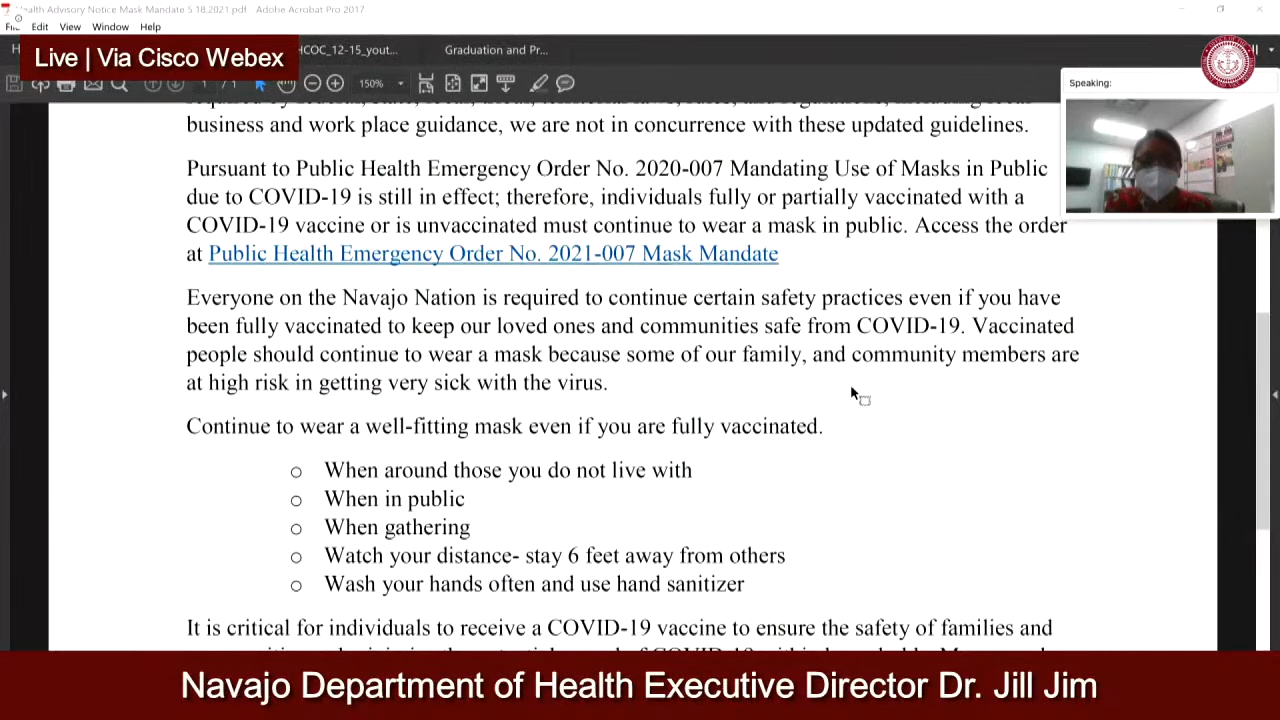 Health Advisory Notice Mask Mandate 5 18.2021.pdf - Adobe Acrobat Pro 2017
Edit View Window Help
Live | Via Cisco Webex
HCOC_12-15_yout... Graduation and Pr...
1 / 1 150%
Speaking:
business and work place guidance, we are not in concurrence with these updated guidelines.
Pursuant to Public Health Emergency Order No. 2020-007 Mandating Use of Masks in Public
due to COVID-19 is still in effect; therefore, individuals fully or partially vaccinated with a
COVID-19 vaccine or is unvaccinated must continue to wear a mask in public. Access the order
at Public Health Emergency Order No. 2021-007 Mask Mandate
Everyone on the Navajo Nation is required to continue certain safety practices even if you have
been fully vaccinated to keep our loved ones and communities safe from COVID-19. Vaccinated
people should continue to wear a mask because some of our family, and community members are
at high risk in getting very sick with the virus.
Continue to wear a well-fitting mask even if you are fully vaccinated.
o When around those you do not live with
o When in public
o When gathering
o Watch your distance- stay 6 feet away from others
o Wash your hands often and use hand sanitizer
It is critical for individuals to receive a COVID-19 vaccine to ensure the safety of families and
Navajo Department of Health Executive Director Dr. Jill Jim